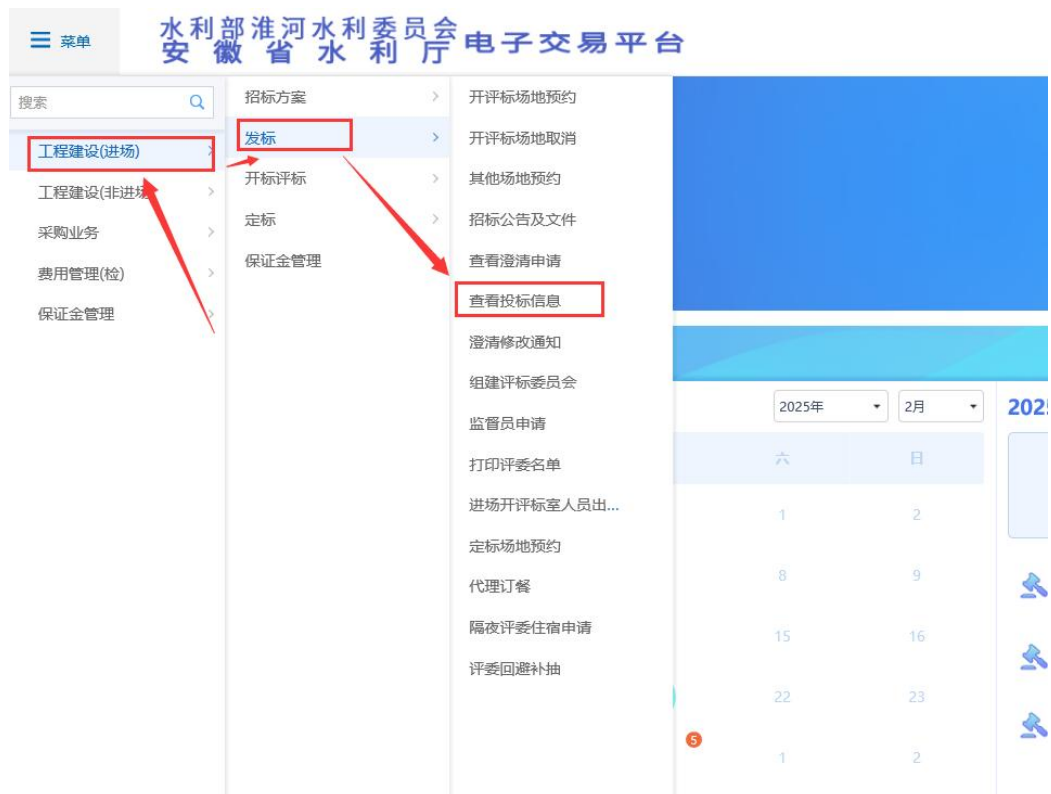 菜单
水利部淮河水利委员会
安徽省水利厅
电子交易平台
搜索
工程建设(进场)
工程建设(非进场
采购业务
费用管理(检)
保证金管理
招标方案
发标
开标评标
定标
保证金管理
开评标场地预约
开评标场地取消
其他场地预约
招标公告及文件
查看澄清申请
查看投标信息
澄清修改通知
组建评标委员会
监督员申请
打印评委名单
进场开评标室人员出...
定标场地预约
代理订餐
隔夜评委住宿申请
评委回避补抽
2025年 2月
202
六 日
1 2
8 9
15 16
22 23
5
1 2